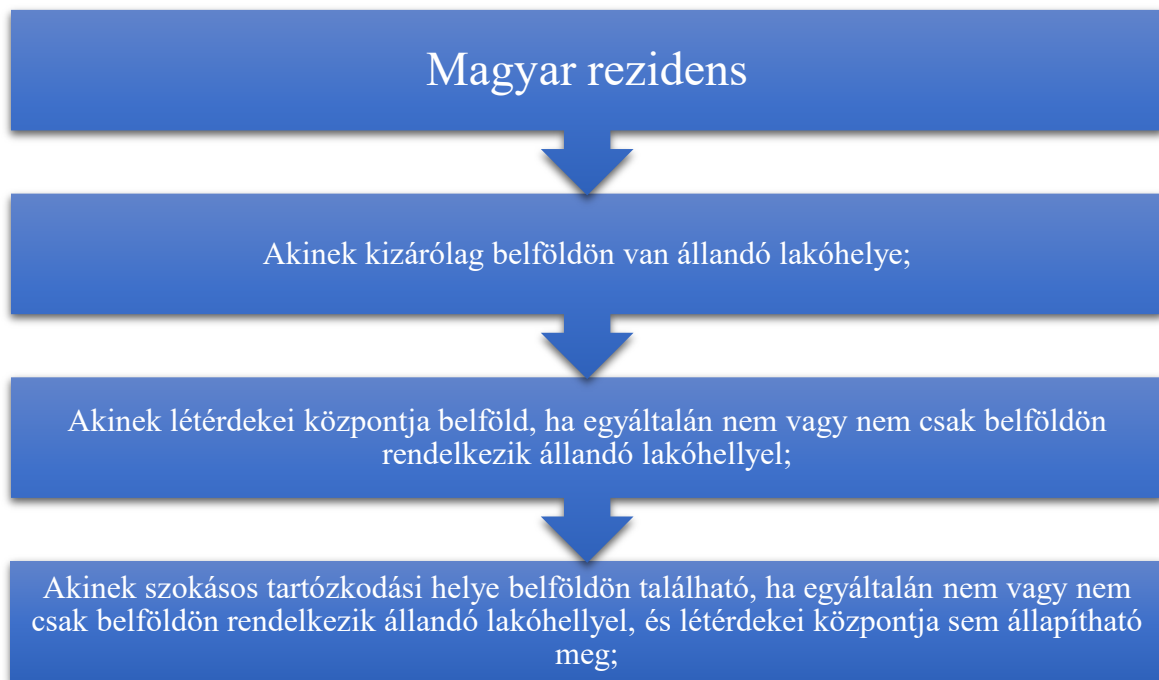 Magyar rezidens
Akinek kizárólag belföldön van állandó lakóhelye;
Akinek létérdekei központja belföld, ha egyáltalán nem vagy nem csak belföldön
rendelkezik állandó lakóhellyel;
Akinek szokásos tartózkodási helye belföldön található, ha egyáltalán nem vagy nem
csak belföldön rendelkezik állandó lakóhellyel, és létérdekei központja sem állapítható
meg;